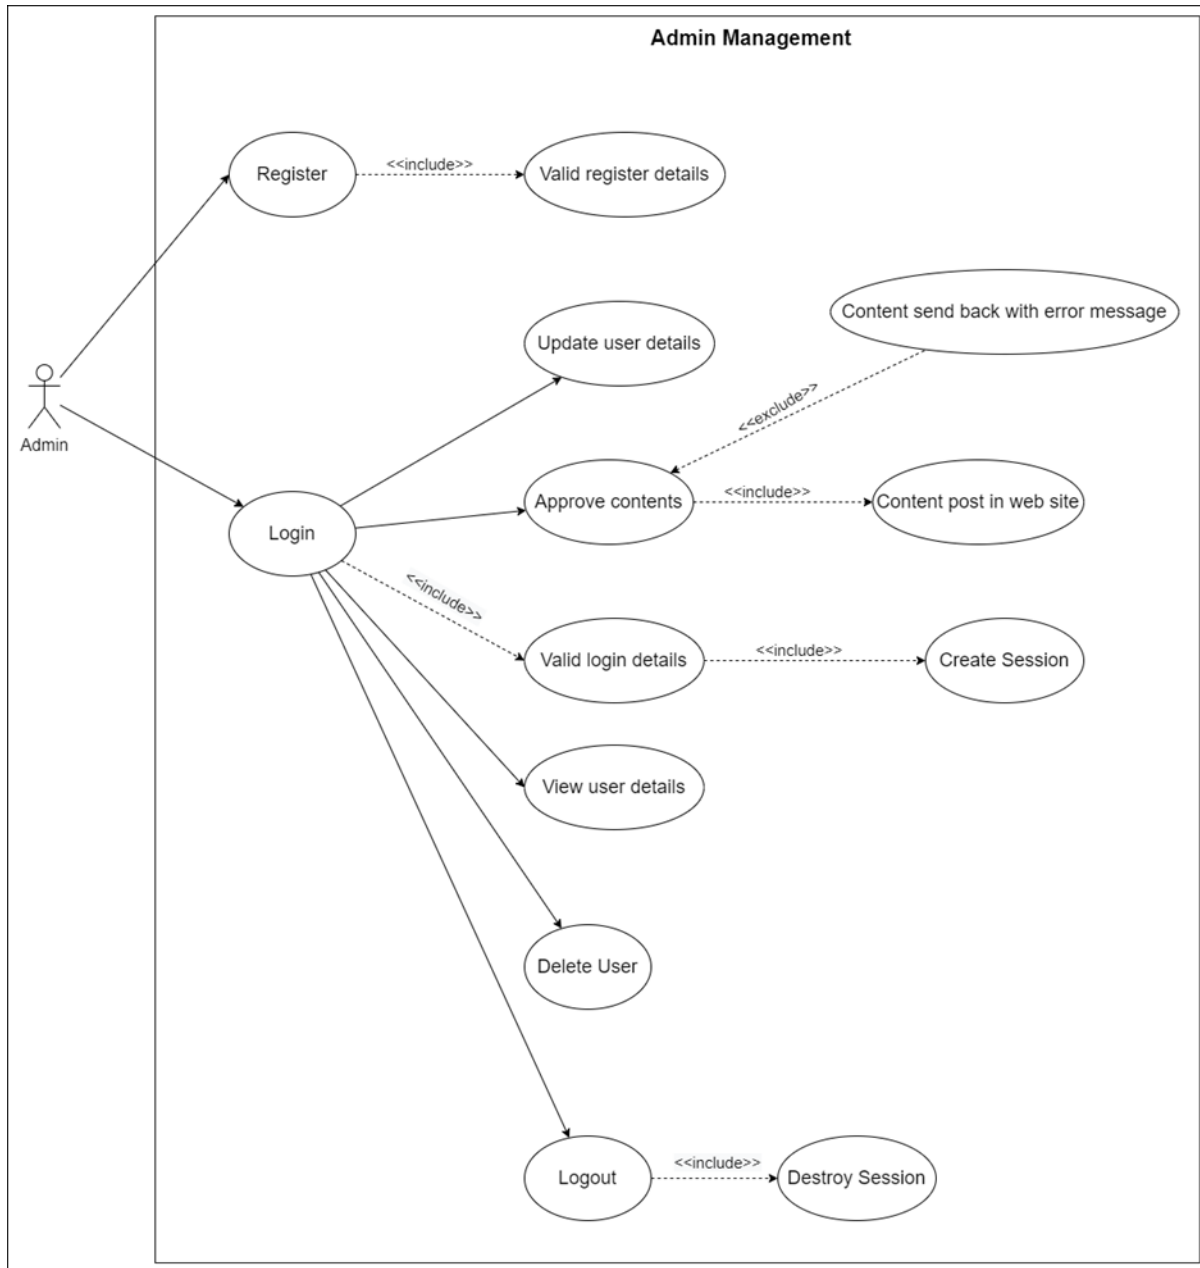 Admin Management
Register
<<include>>
Valid register details
Content send back with error message
Update user details
<<exclude>>
Admin
Approve contents
<<include>>
Content post in web site
Login
<<include>>
Valid login details
<<include>>
Create Session
View user details
Delete User
Logout
<<include>>
Destroy Session